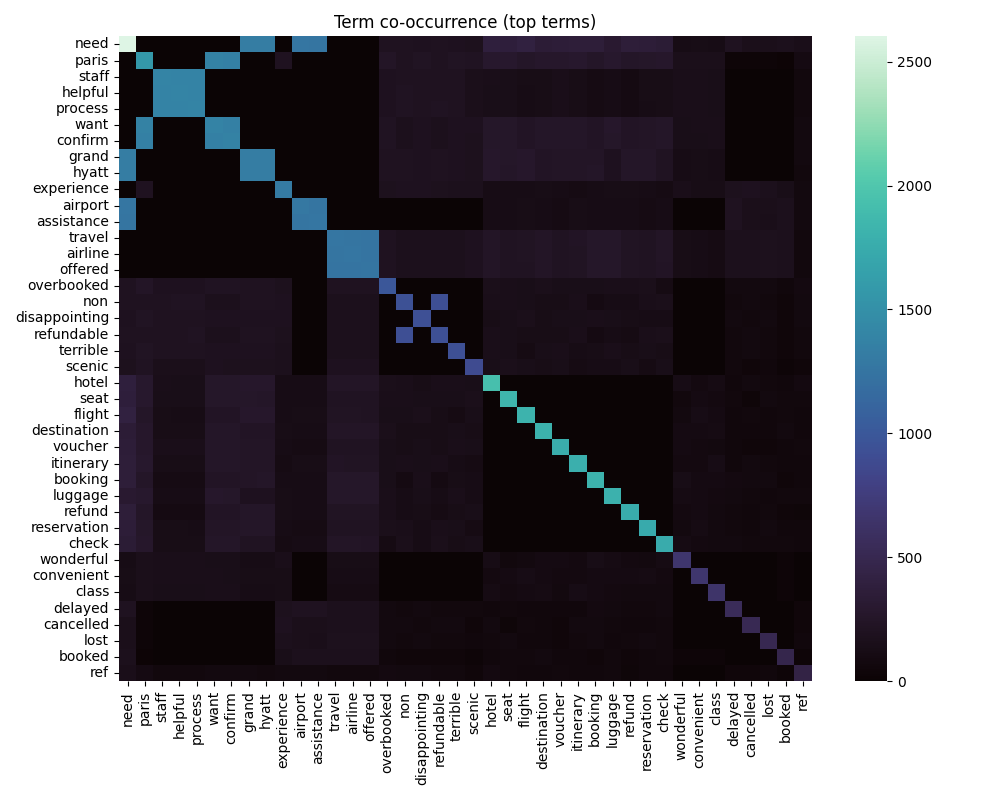 Term co-occurrence (top terms)
need
paris
staff
helpful
process
want
confirm
grand
hyatt
experience
airport
assistance
travel
airline
offered
overbooked
non
disappointing
refundable
terrible
scenic
hotel
seat
flight
destination
voucher
itinerary
booking
luggage
refund
reservation
check
wonderful
convenient
class
delayed
cancelled
lost
booked
ref
need
paris
staff
helpful
process
want
confirm
grand
hyatt
experience
airport
assistance
travel
airline
offered
overbooked
non
disappointing
refundable
terrible
scenic
hotel
seat
flight
destination
voucher
itinerary
booking
luggage
refund
reservation
check
wonderful
convenient
class
delayed
cancelled
lost
booked
ref
2500
2000
1500
1000
500
0